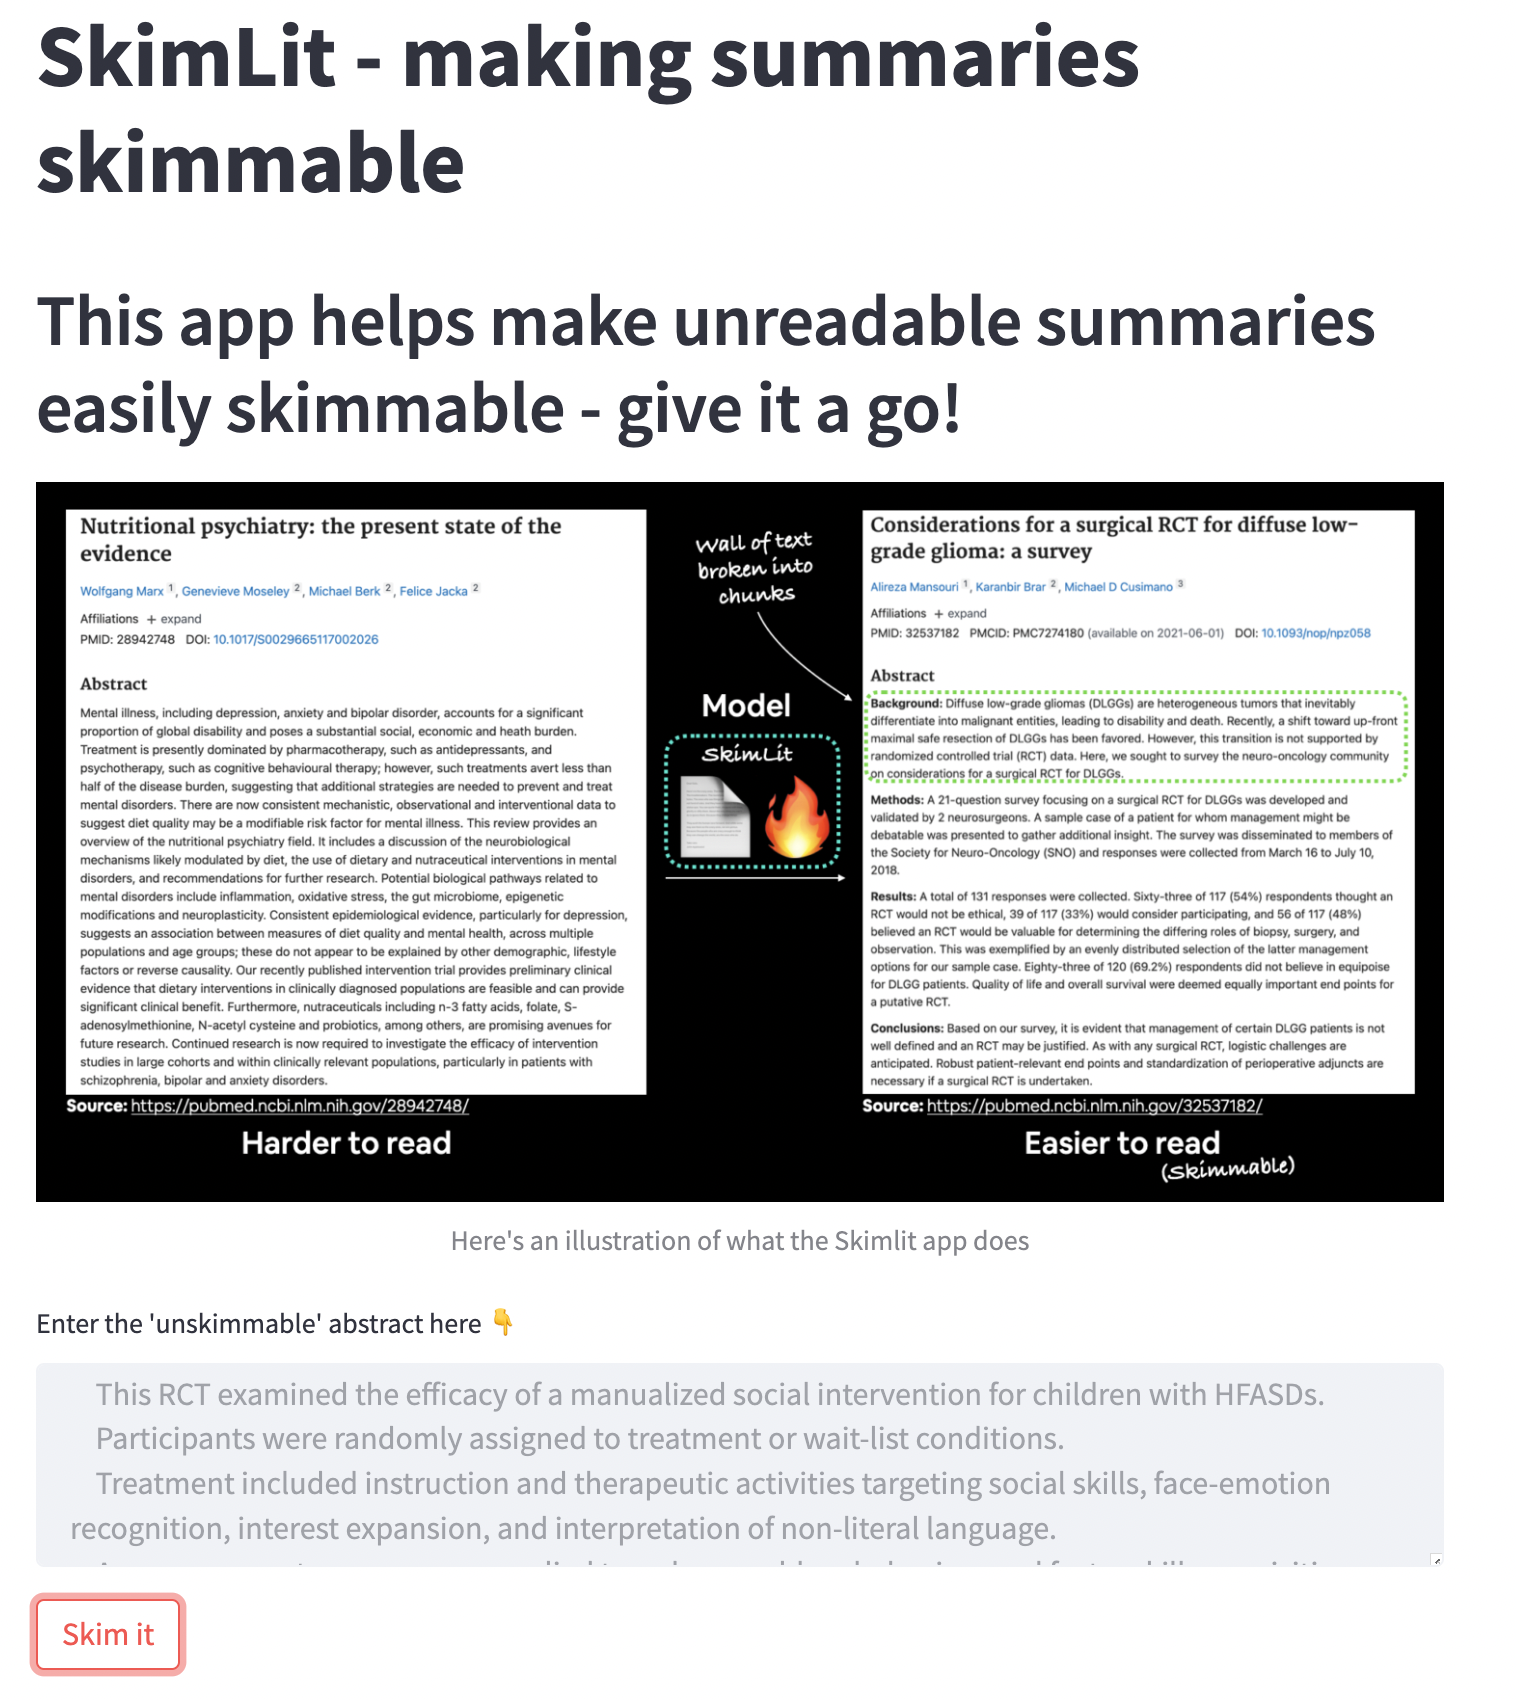 SkimLit - making summaries
skimmable
This app helps make unreadable summaries
easily skimmable - give it a go!
Nutritional psychiatry: the present state of the
evidence
Wolfgang Marx 1, Genevieve Moseley 2, Michael Berk 2, Felice Jacka 2
Affiliations + expand
PMID: 28942748 DOI: 10.1017/S0029665117002026
Abstract
Mental illness, including depression, anxiety and bipolar disorder, accounts for a significant
proportion of global disability and poses a substantial social, economic and heath burden.
Treatment is presently dominated by pharmacotherapy, such as antidepressants, and
psychotherapy, such as cognitive behavioural therapy; however, such treatments avert less than
half of the disease burden, suggesting that additional strategies are needed to prevent and treat
mental disorders. There are now consistent mechanistic, observational and interventional data to
suggest diet quality may be a modifiable risk factor for mental illness. This review provides an
overview of the nutritional psychiatry field. It includes a discussion of the neurobiological
mechanisms likely modulated by diet, the use of dietary and nutraceutical interventions in mental
disorders, and recommendations for further research. Potential biological pathways related to
mental disorders include inflammation, oxidative stress, the gut microbiome, epigenetic
modifications and neuroplasticity. Consistent epidemiological evidence, particularly for depression,
suggests an association between measures of diet quality and mental health, across multiple
populations and age groups; these do not appear to be explained by other demographic, lifestyle
factors or reverse causality. Our recently published intervention trial provides preliminary clinical
evidence that dietary interventions in clinically diagnosed populations are feasible and can provide
significant clinical benefit. Furthermore, nutraceuticals including n-3 fatty acids, folate, S-
adenosylmethionine, N-acetyl cysteine and probiotics, among others, are promising avenues for
future research. Continued research is now required to investigate the efficacy of intervention
studies in large cohorts and within clinically relevant populations, particularly in patients with
schizophrenia, bipolar and anxiety disorders.
Source: https://pubmed.ncbi.nlm.nih.gov/28942748/
Harder to read
Wall of text
broken into
chunks
Model
SkimLit
Considerations for a surgical RCT for diffuse low-
grade glioma: a survey
Alireza Mansouri 1, Karanbir Brar 2, Michael D Cusimano 3
Affiliations + expand
PMID: 32537182 PMCID: PMC7274180 (available on 2021-06-01) DOI: 10.1093/nop/npz058
Abstract
Background: Diffuse low-grade gliomas (DLGGs) are heterogeneous tumors that inevitably
differentiate into malignant entities, leading to disability and death. Recently, a shift toward up-front
maximal safe resection of DLGGs has been favored. However, this transition is not supported by
randomized controlled trial (RCT) data. Here, we sought to survey the neuro-oncology community
on considerations for a surgical RCT for DLGGs.
Methods: A 21-question survey focusing on a surgical RCT for DLGGs was developed and
validated by 2 neurosurgeons. A sample case of a patient for whom management might be
debatable was presented to gather additional insight. The survey was disseminated to members of
the Society for Neuro-Oncology (SNO) and responses were collected from March 16 to July 10,
2018.
Results: A total of 131 responses were collected. Sixty-three of 117 (54%) respondents thought an
RCT would not be ethical, 39 of 117 (33%) would consider participating, and 56 of 117 (48%)
believed an RCT would be valuable for determining the differing roles of biopsy, surgery, and
observation. This was exemplified by an evenly distributed selection of the latter management
options for our sample case. Eighty-three of 120 (69.2%) respondents did not believe in equipoise
for DLGG patients. Quality of life and overall survival were deemed equally important end points for
a putative RCT.
Conclusions: Based on our survey, it is evident that management of certain DLGG patients is not
well defined and an RCT may be justified. As with any surgical RCT, logistic challenges are
anticipated. Robust patient-relevant end points and standardization of perioperative adjuncts are
necessary if a surgical RCT is undertaken.
Source: https://pubmed.ncbi.nlm.nih.gov/32537182/
Easier to read
(Skimmable)
Here's an illustration of what the Skimlit app does
Enter the 'unskimmable' abstract here 👇
This RCT examined the efficacy of a manualized social intervention for children with HFASDs.
Participants were randomly assigned to treatment or wait-list conditions.
Treatment included instruction and therapeutic activities targeting social skills, face-emotion
recognition, interest expansion, and interpretation of non-literal language.
Skim it